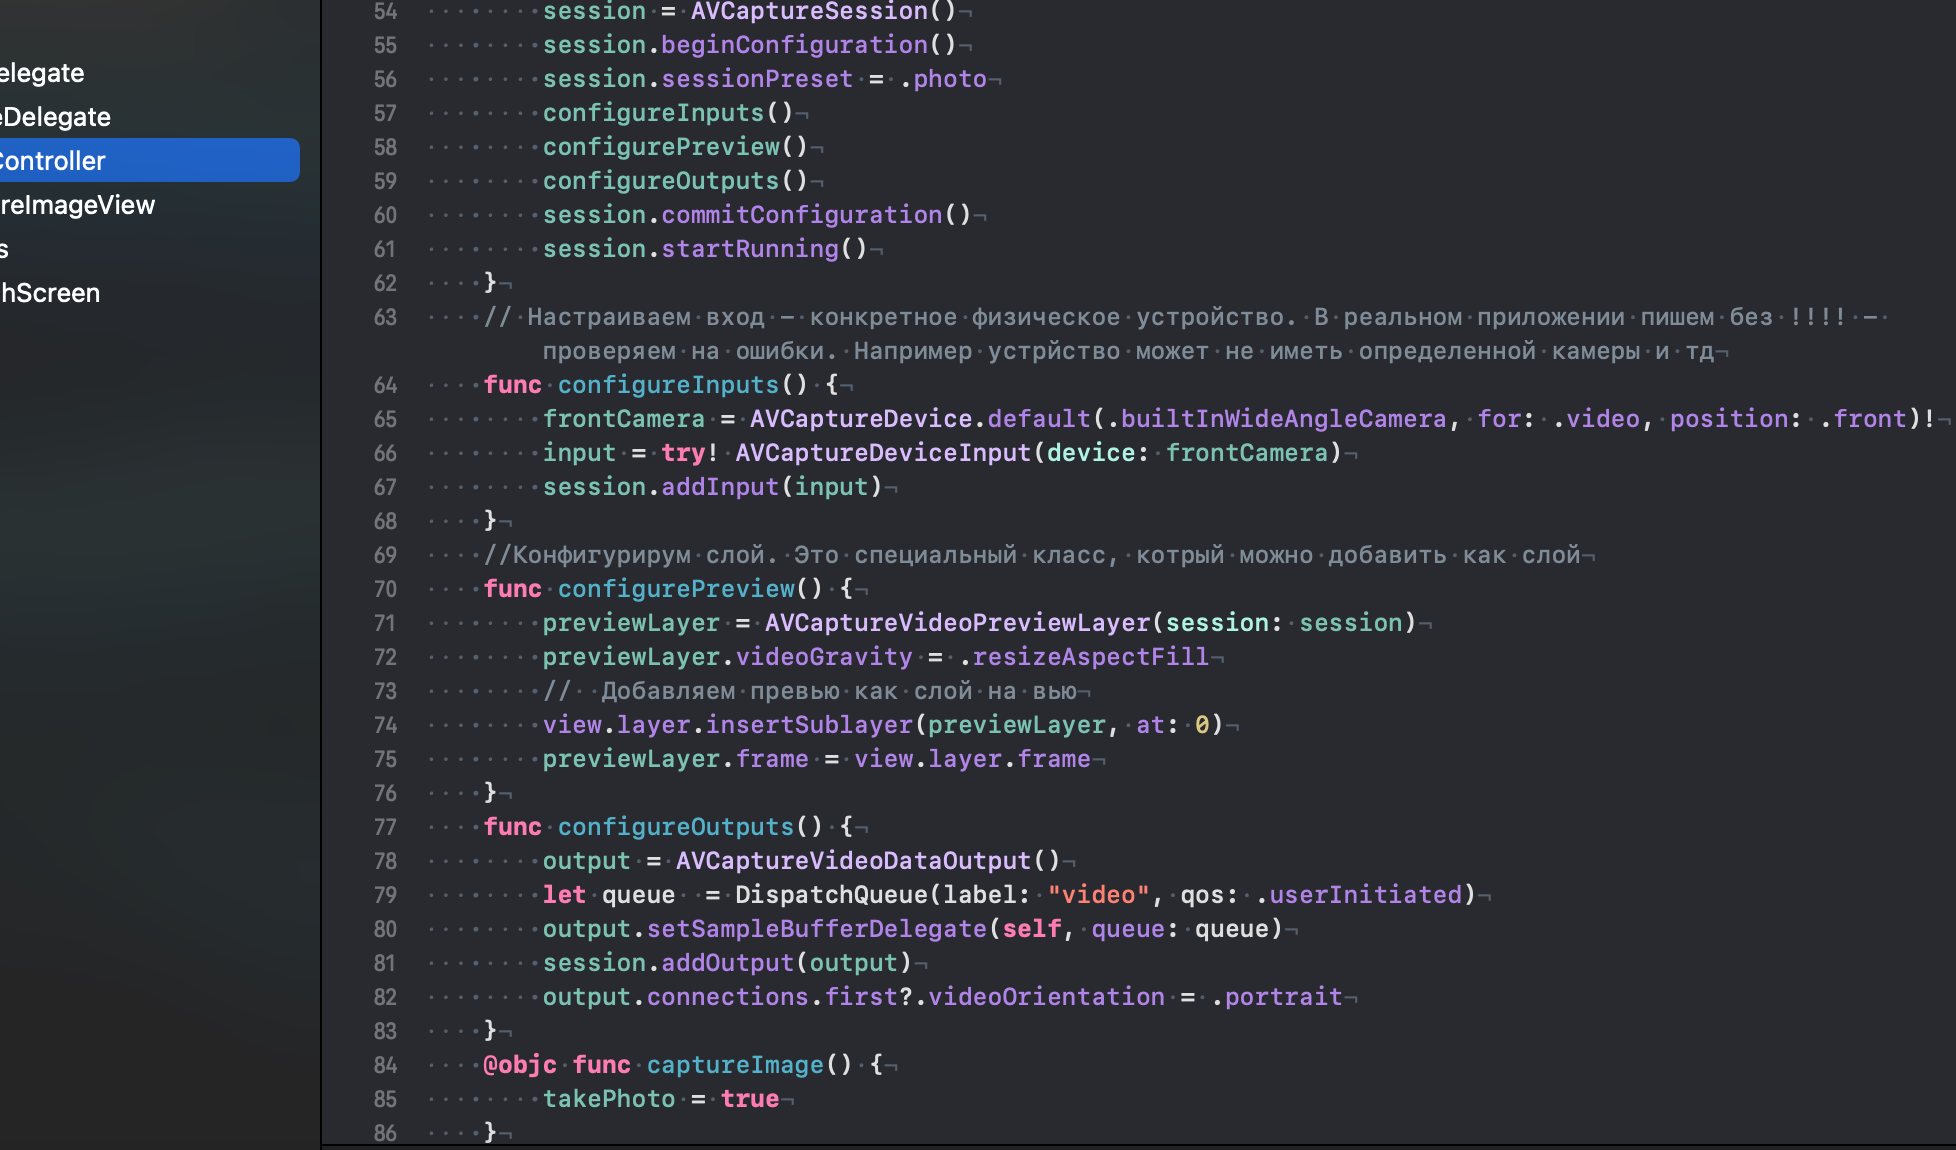 elegate
eDelegate
Controller
reImageView
s
hScreen
54 session = AVCaptureSession()
55 session.beginConfiguration()
56 session.sessionPreset = .photo
57 configureInputs()
58 configurePreview()
59 configureOutputs()
60 session.commitConfiguration()
61 session.startRunning()
62 }
63 // Настраиваем вход – конкретное физическое устройство. В реальном приложении пишем без !!!! –
проверяем на ошибки. Например устрйство может не иметь определенной камеры и тд
64 func configureInputs() {
65 frontCamera = AVCaptureDevice.default(.builtInWideAngleCamera, for: .video, position: .front)!
66 input = try! AVCaptureDeviceInput(device: frontCamera)
67 session.addInput(input)
68 }
69 //Конфигурирум слой. Это специальный класс, котрый можно добавить как слой
70 func configurePreview() {
71 previewLayer = AVCaptureVideoPreviewLayer(session: session)
72 previewLayer.videoGravity = .resizeAspectFill
73 //  Добавляем превью как слой на вью
74 view.layer.insertSublayer(previewLayer, at: 0)
75 previewLayer.frame = view.layer.frame
76 }
77 func configureOutputs() {
78 output = AVCaptureVideoDataOutput()
79 let queue  = DispatchQueue(label: "video", qos: .userInitiated)
80 output.setSampleBufferDelegate(self, queue: queue)
81 session.addOutput(output)
82 output.connections.first?.videoOrientation = .portrait
83 }
84 @objc func captureImage() {
85 takePhoto = true
86 }